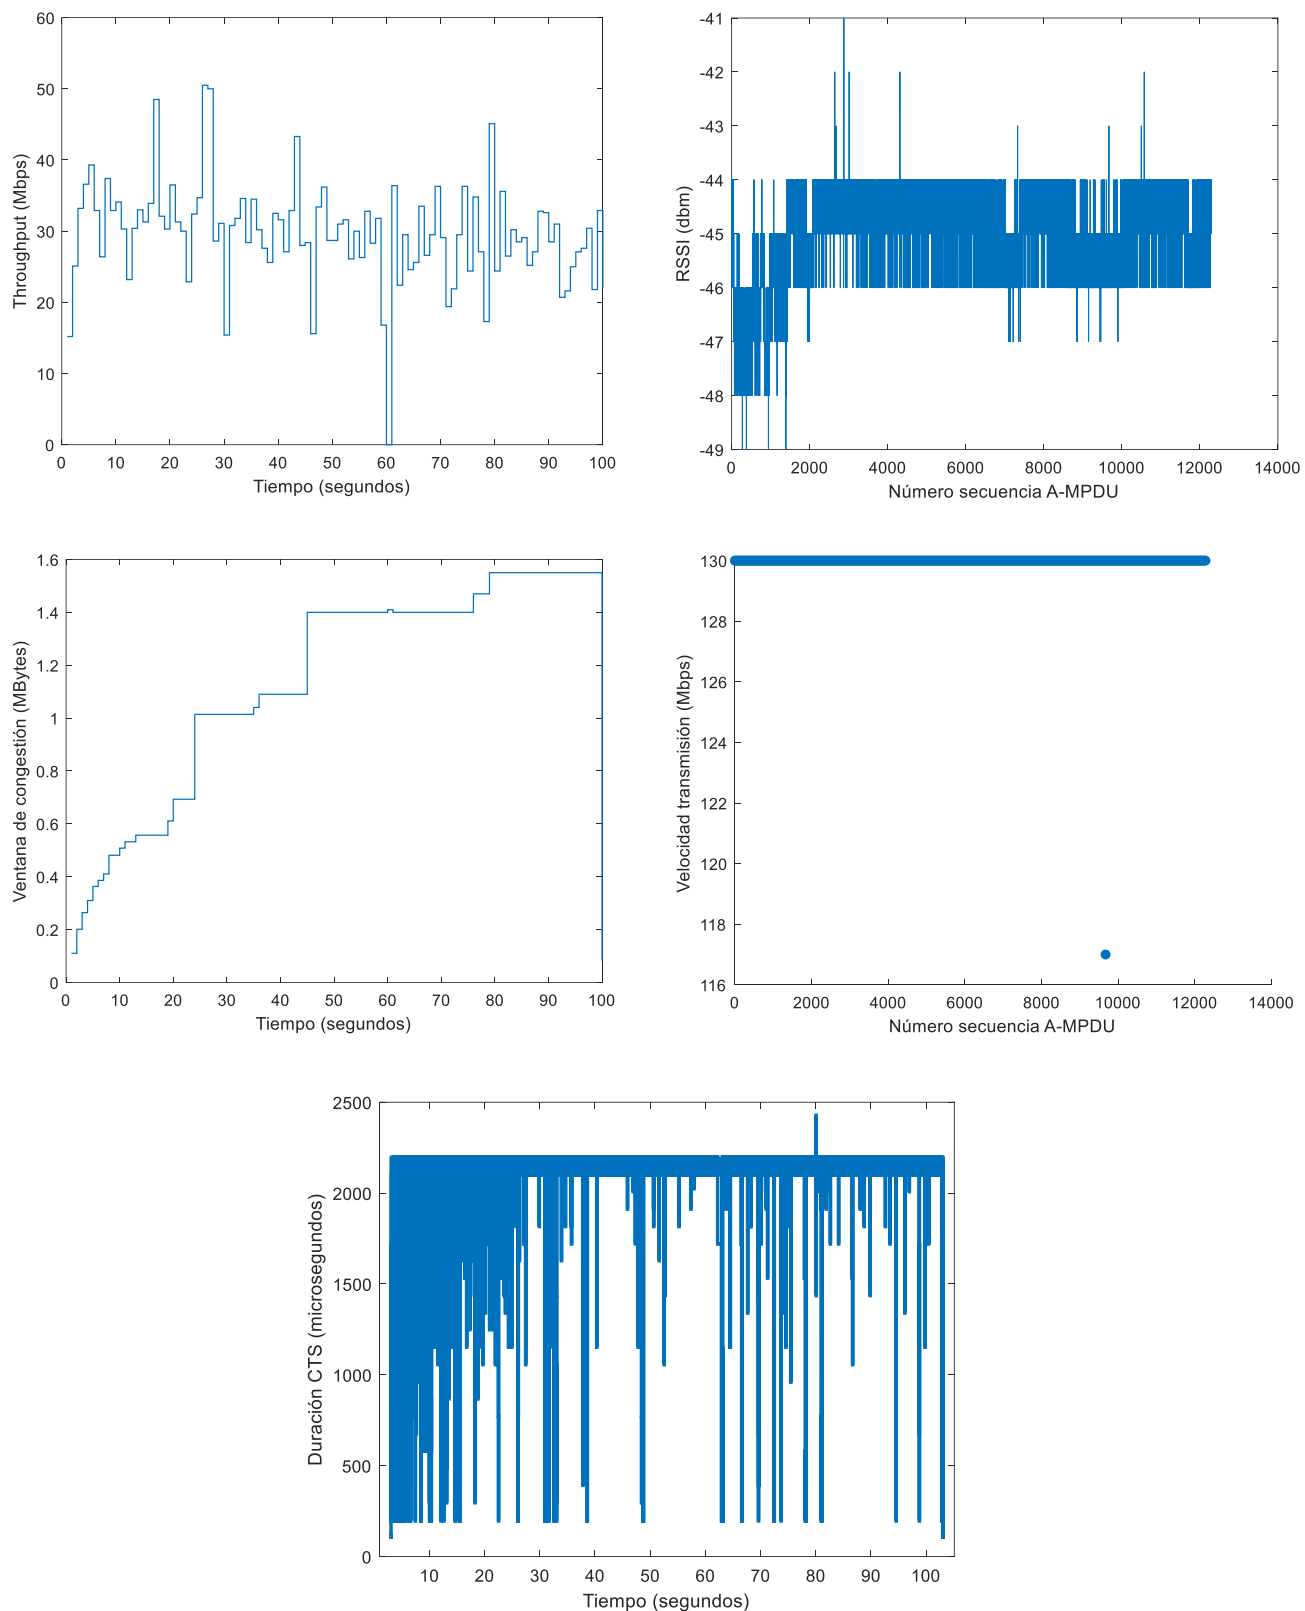 60
50
40
30
20
10
0
0 10 20 30 40 50 60 70 80 90 100
Throughput (Mbps)
Tiempo (segundos)
-41
-42
-43
-44
-45
-46
-47
-48
-49
0 2000 4000 6000 8000 10000 12000 14000
RSSI (dbm)
Número secuencia A-MPDU
1.6
1.4
1.2
1
0.8
0.6
0.4
0.2
0
0 10 20 30 40 50 60 70 80 90 100
Ventana de congestión (MBytes)
Tiempo (segundos)
130
128
126
124
122
120
118
116
0 2000 4000 6000 8000 10000 12000 14000
Velocidad transmisión (Mbps)
Número secuencia A-MPDU
2500
2000
1500
1000
500
0
10 20 30 40 50 60 70 80 90 100
Duración CTS (microsegundos)
Tiempo (segundos)